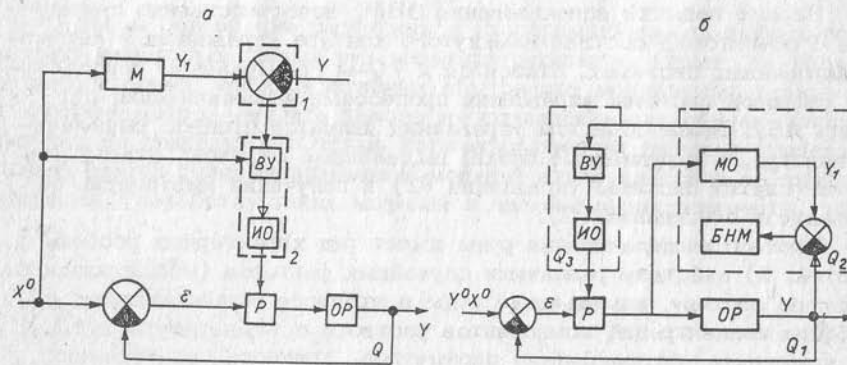 а
б
М
Y₁
Y
1
ВУ
ИО
2
X⁰
ε
Р
ОР
Q
Y
ВУ
ИО
Q₃
МО
Y₁
БНМ
Q₂
Y⁰X⁰
ε
Р
ОР
Y
Q₁